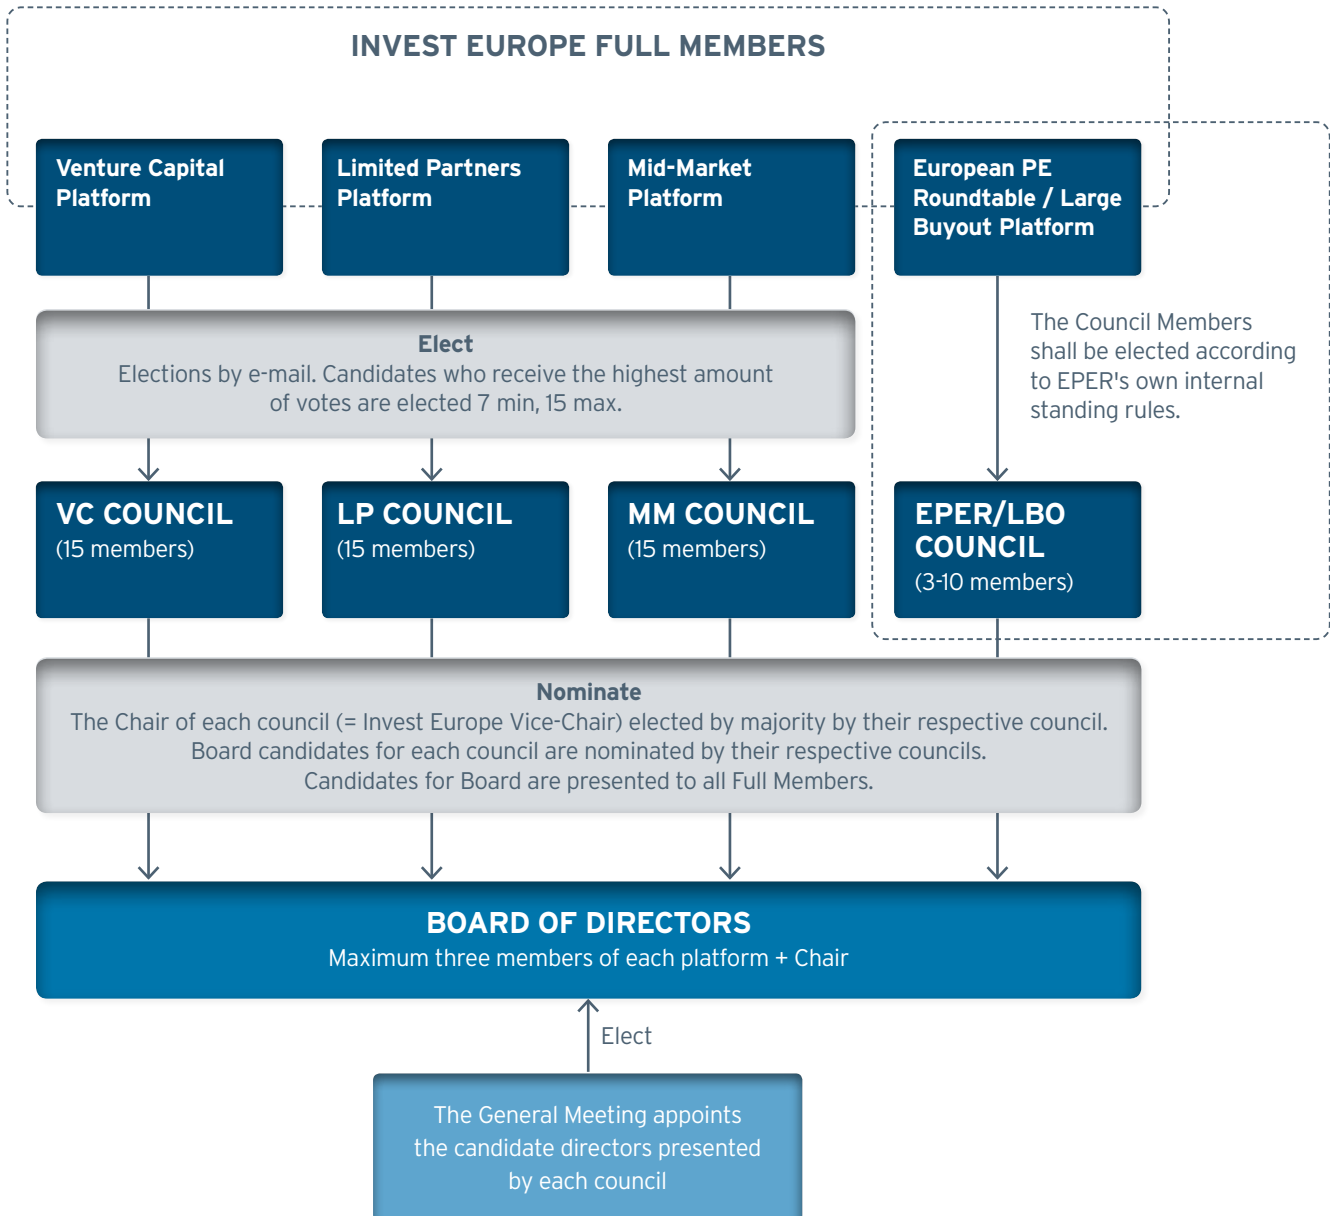 INVEST EUROPE FULL MEMBERS
Venture Capital
Platform
Limited Partners
Platform
Mid-Market
Platform
European PE
Roundtable / Large
Buyout Platform
Elect
Elections by e-mail. Candidates who receive the highest amount
of votes are elected 7 min, 15 max.
The Council Members
shall be elected according
to EPER's own internal
standing rules.
VC COUNCIL
(15 members)
LP COUNCIL
(15 members)
MM COUNCIL
(15 members)
EPER/LBO
COUNCIL
(3-10 members)
Nominate
The Chair of each council (= Invest Europe Vice-Chair) elected by majority by their respective council.
Board candidates for each council are nominated by their respective councils.
Candidates for Board are presented to all Full Members.
BOARD OF DIRECTORS
Maximum three members of each platform + Chair
Elect
The General Meeting appoints
the candidate directors presented
by each council